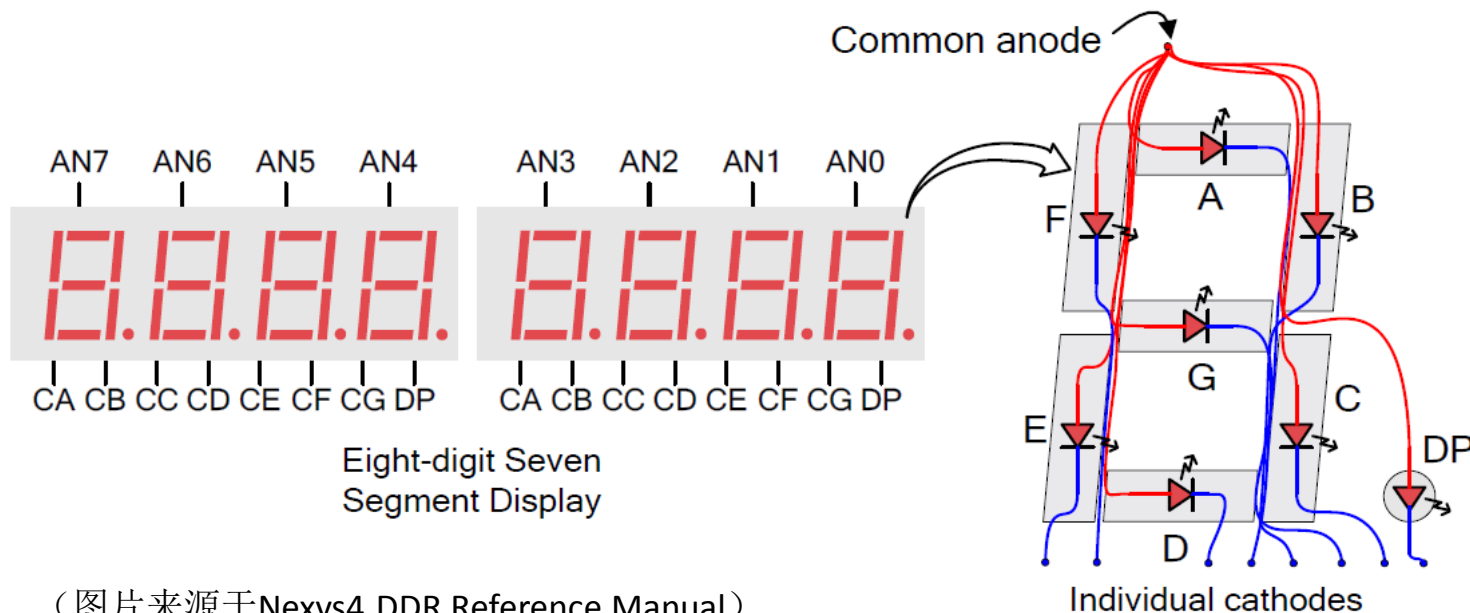 Common anode
AN7 AN6 AN5 AN4 AN3 AN2 AN1 AN0
CA CB CC CD CE CF CG DP CA CB CC CD CE CF CG DP
Eight-digit Seven
Segment Display
A
F B
G
E C
DP
D
Individual cathodes
（图片来源于Nexys4 DDR Reference Manual）